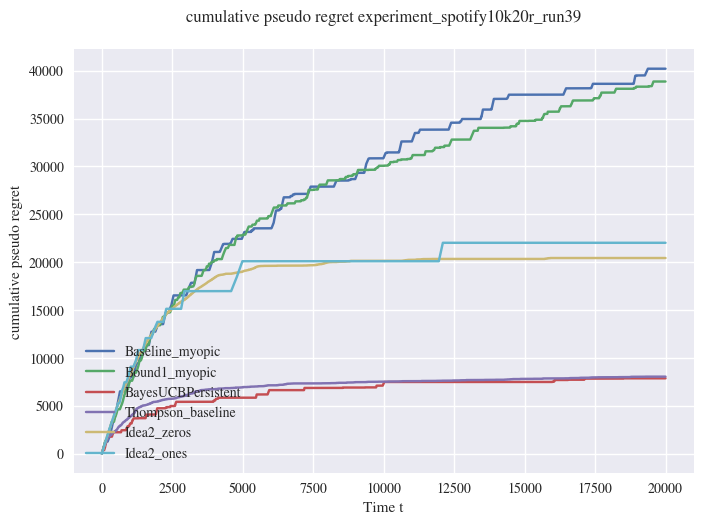 cumulative pseudo regret experiment_spotify10k20r_run39
cumulative pseudo regret
40000
35000
30000
25000
20000
15000
10000
5000
0
Baseline_myopic
Bound1_myopic
BayesUCBPersistent
Thompson_baseline
Idea2_zeros
Idea2_ones
0 2500 5000 7500 10000 12500 15000 17500 20000
Time t